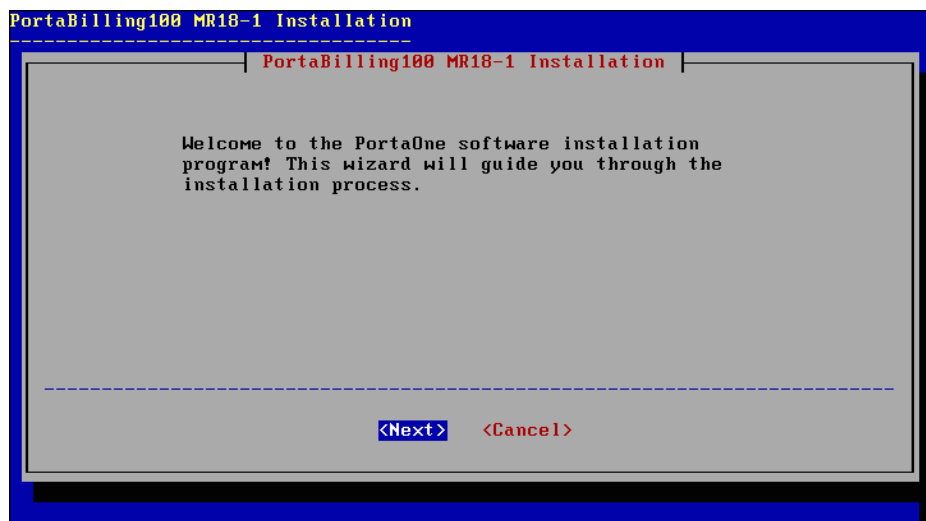 PortaBilling100 MR18-1 Installation
PortaBilling100 MR18-1 Installation
Welcome to the PortaOne software installation
program! This wizard will guide you through the
installation process.
<Next> <Cancel>